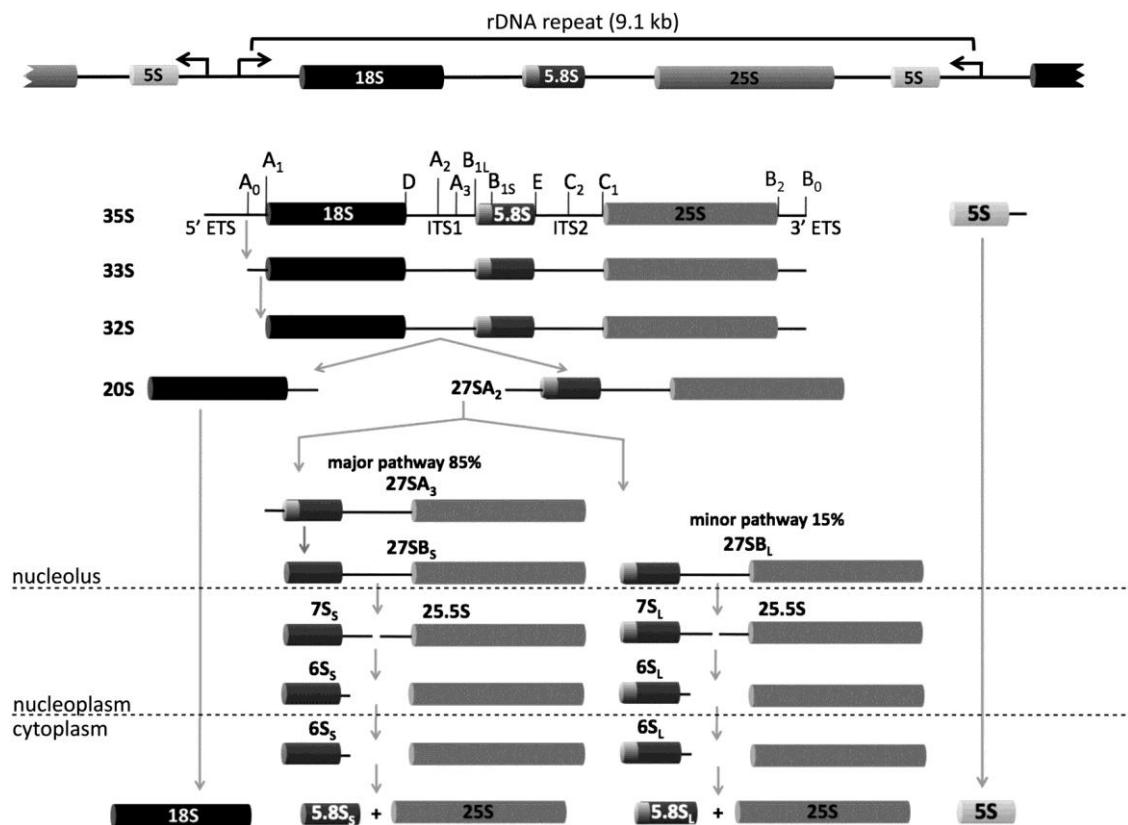 rDNA repeat (9.1 kb)
5S 18S 5.8S 25S 5S
A0 A1 D A2 A3 B1L B1S E C2 C1 B2 B0
35S 18S 5.8S 25S 5S
5’ ETS ITS1 ITS2 3’ ETS
33S
32S
20S 27SA2
major pathway 85%
27SA3
minor pathway 15%
27SBS 27SBL
nucleolus
7SS 25.5S 7SL 25.5S
6SS 6SL
nucleoplasm
cytoplasm
6SS 6SL
18S 5.8SS + 25S 5.8SL + 25S 5S